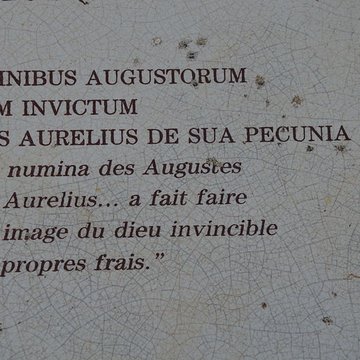 INIBUS AUGUSTORUM
M INVICTUM
S AURELIUS DE SUA PECUNIA
numina des Augustes
Aurelius... a fait faire
image du dieu invincible
propres frais.”